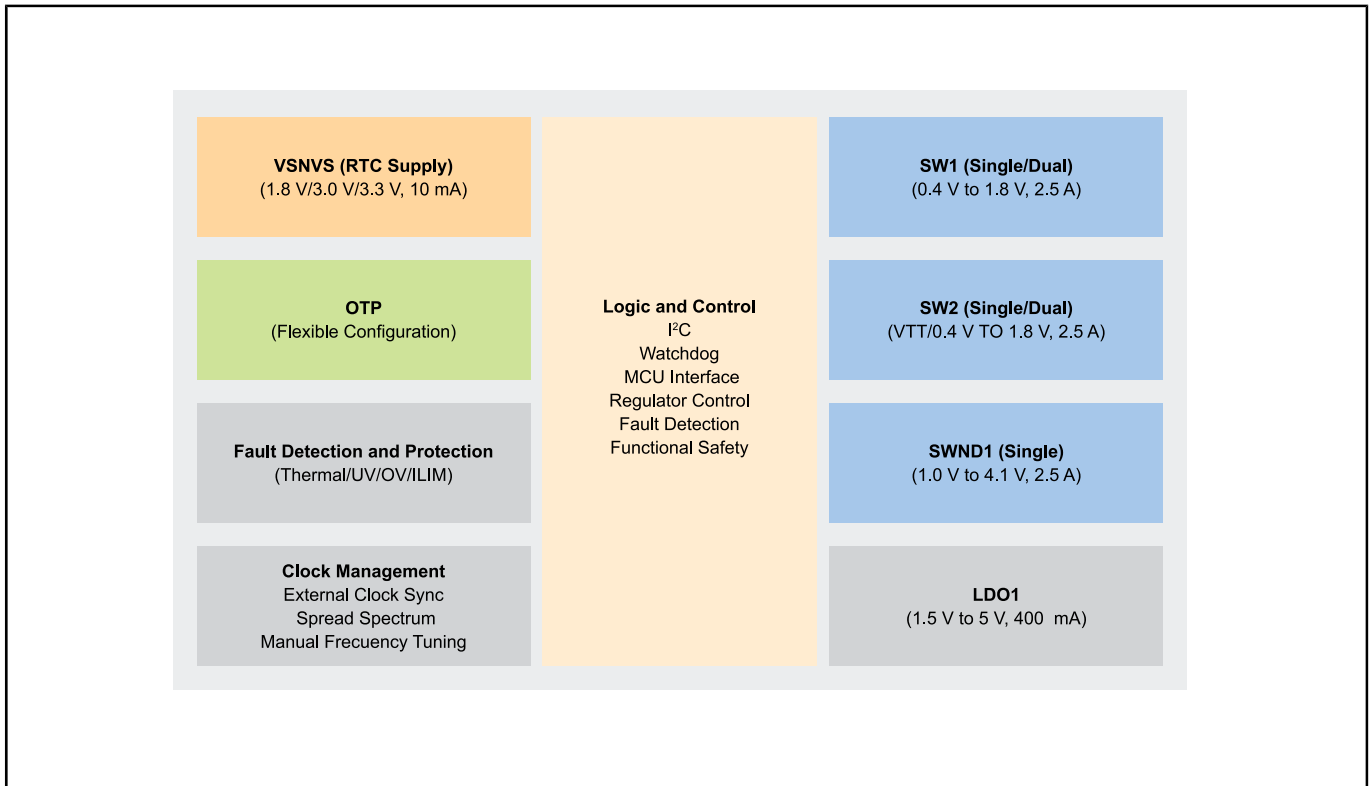 VSNVS (RTC Supply)
(1.8 V/3.0 V/3.3 V, 10 mA)
OTP
(Flexible Configuration)
Fault Detection and Protection
(Thermal/UV/OV/ILIM)
Clock Management
External Clock Sync
Spread Spectrum
Manual Frecuency Tuning
Logic and Control
I²C
Watchdog
MCU Interface
Regulator Control
Fault Detection
Functional Safety
SW1 (Single/Dual)
(0.4 V to 1.8 V, 2.5 A)
SW2 (Single/Dual)
(VTT/0.4 V TO 1.8 V, 2.5 A)
SWND1 (Single)
(1.0 V to 4.1 V, 2.5 A)
LDO1
(1.5 V to 5 V, 400 mA)